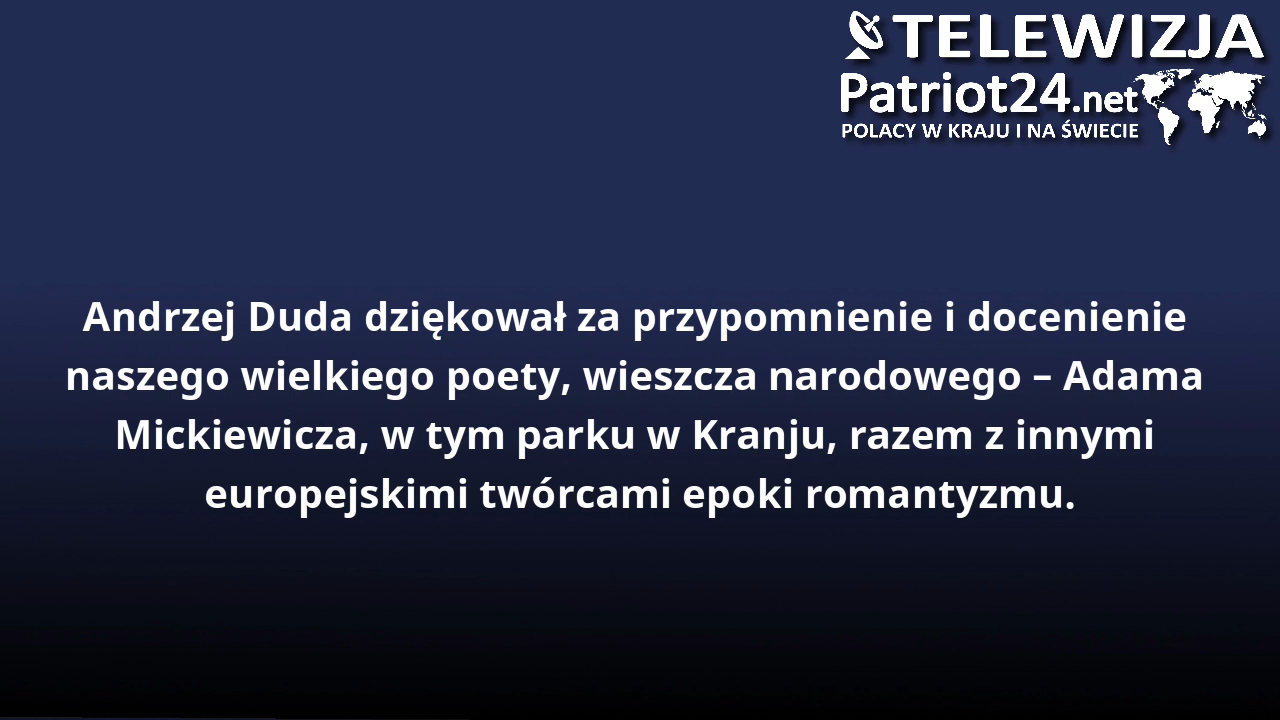 TELEWIZJA
Patriot24.net
POLACY W KRAJU I NA ŚWIECIE
Andrzej Duda dziękował za przypomnienie i docenienie
naszego wielkiego poety, wieszcza narodowego – Adama
Mickiewicza, w tym parku w Kranju, razem z innymi
europejskimi twórcami epoki romantyzmu.